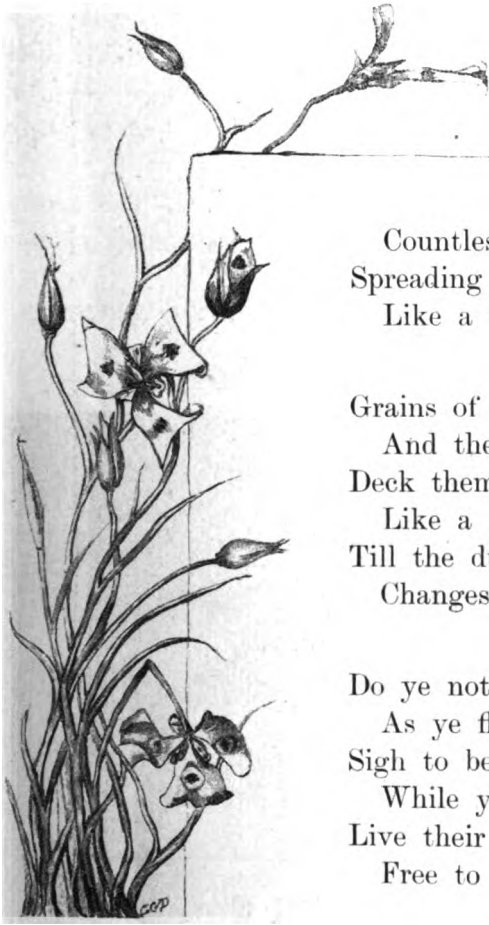 Countles
Spreading
Like a
Grains of
And the
Deck them
Like a
Till the d
Changes
Do ye not
As ye fl
Sigh to be
While y
Live their
Free to